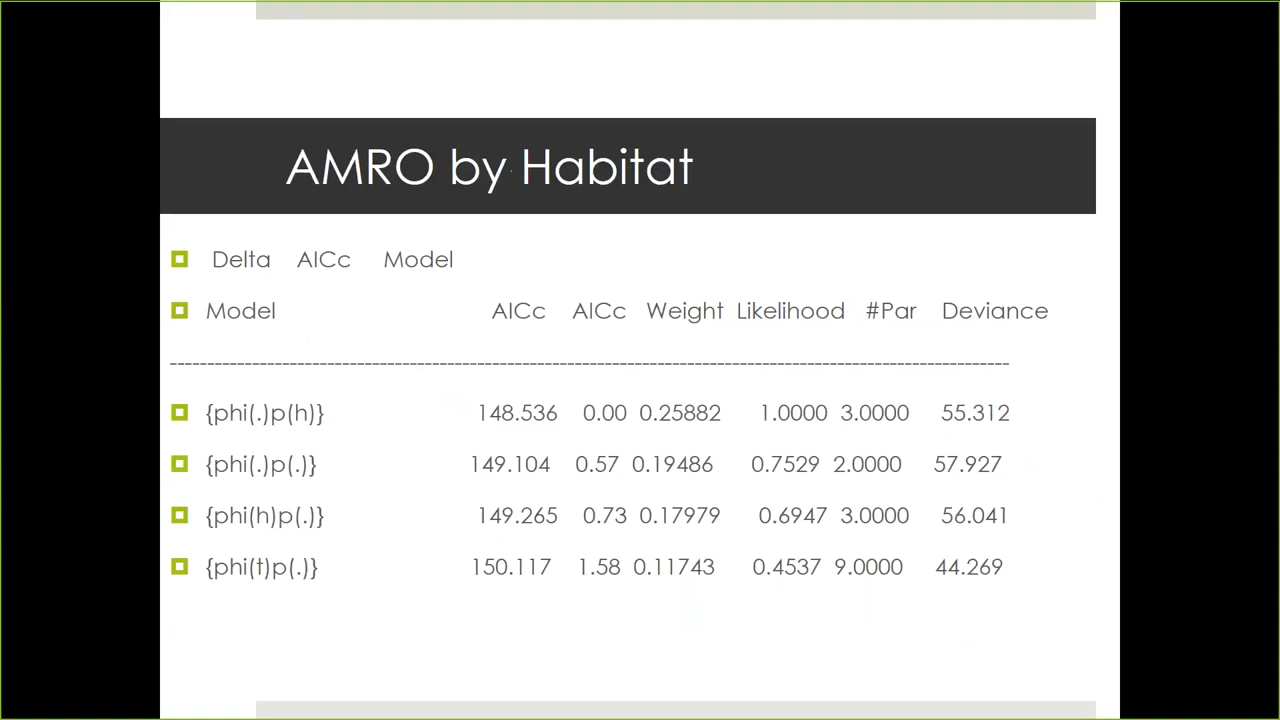 AMRO by Habitat
Delta AICc Model
Model AICc AICc Weight Likelihood #Par Deviance
------------------------------------------------------------------------------------------------------------
{phi(.)p(h)} 148.536 0.00 0.25882 1.0000 3.0000 55.312
{phi(.)p(.)} 149.104 0.57 0.19486 0.7529 2.0000 57.927
{phi(h)p(.)} 149.265 0.73 0.17979 0.6947 3.0000 56.041
{phi(t)p(.)} 150.117 1.58 0.11743 0.4537 9.0000 44.269